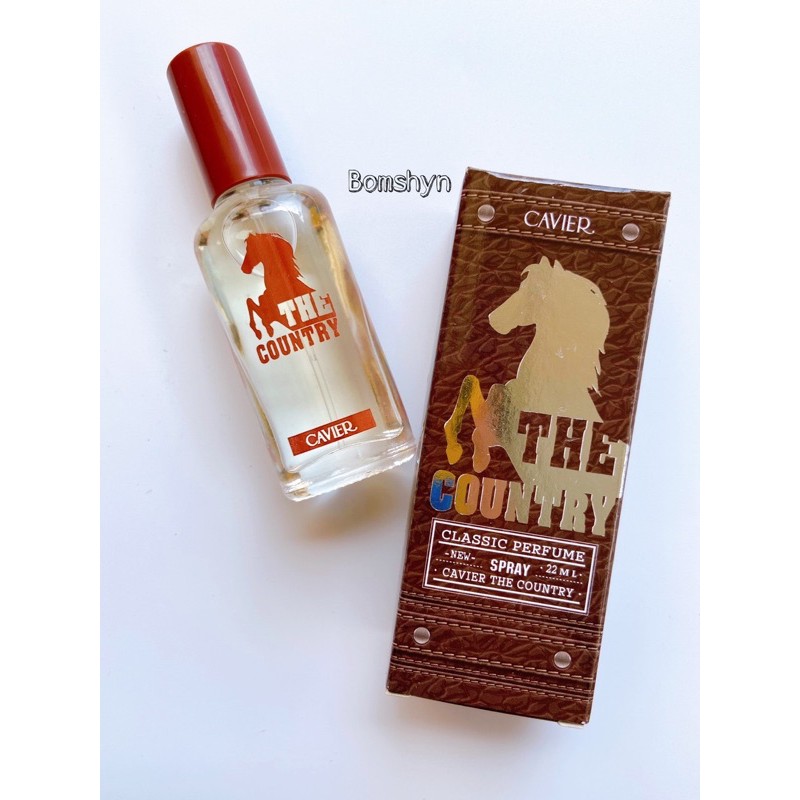 Bomshyn
THE
COUNTRY
CAVIER
CAVIER
THE
COUNTRY
CLASSIC PERFUME
-NEW- SPRAY 22 ML
CAVIER THE COUNTRY